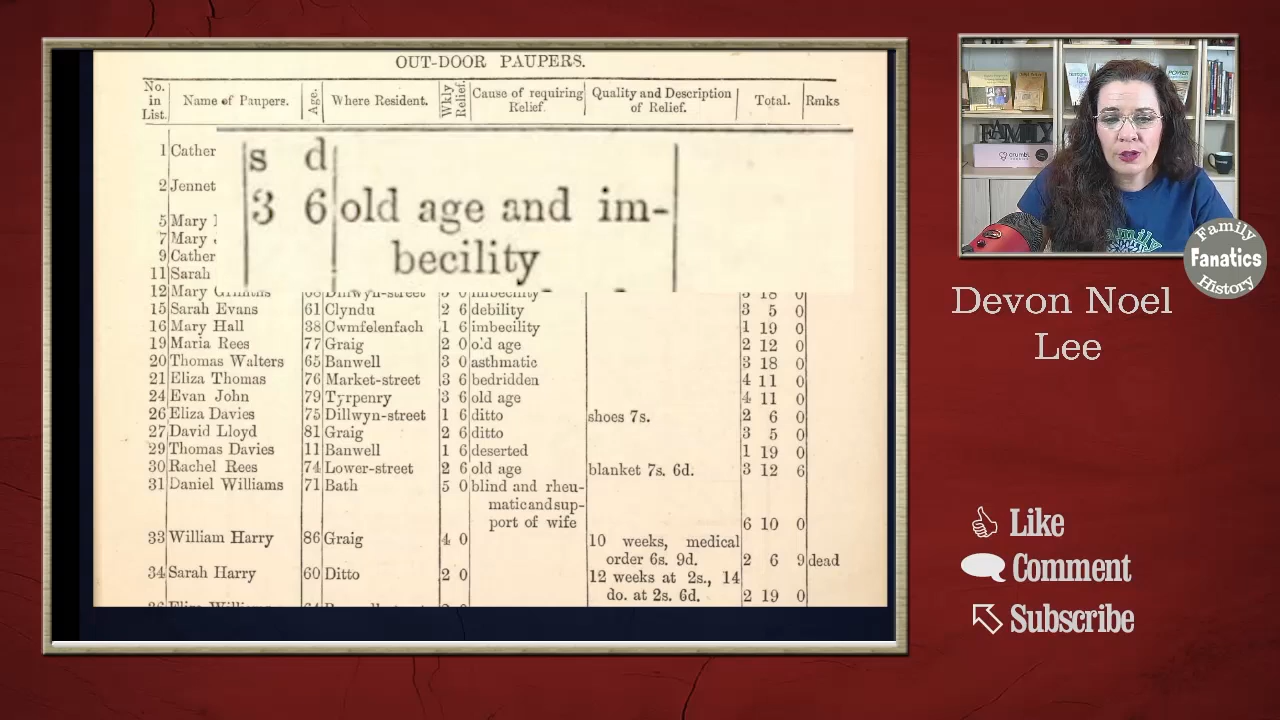 OUT-DOOR PAUPERS.
No. in List. Name of Paupers. Age. Where Resident. Wkly Relief. Cause of requiring Relief. Quality and Description of Relief. Total. Rmks
1 Cather
2 Jennet
5 Mary
7 Mary
9 Cather
11 Sarah
s d
3 6 old age and im-
becility
12 Mary Griffiths 68 Dillwyn-street 3 0 imbecility 3 18 0
15 Sarah Evans 61 Clyndu 2 6 debility 3 5 0
16 Mary Hall 38 Cwmfelenfach 1 6 imbecility 1 19 0
19 Maria Rees 77 Graig 2 0 old age 2 12 0
20 Thomas Walters 65 Banwell 3 0 asthmatic 3 18 0
21 Eliza Thomas 76 Market-street 3 6 bedridden 4 11 0
24 Evan John 79 Tyrpenry 3 6 old age 4 11 0
26 Eliza Davies 75 Dillwyn-street 1 6 ditto shoes 7s. 2 6 0
27 David Lloyd 81 Graig 2 6 ditto 3 5 0
29 Thomas Davies 11 Banwell 1 6 deserted 1 19 0
30 Rachel Rees 74 Lower-street 2 6 old age blanket 7s. 6d. 3 12 6
31 Daniel Williams 71 Bath 5 0 blind and rheu-
matic and sup-
port of wife 6 10 0
33 William Harry 86 Graig 4 0 10 weeks, medical
order 6s. 9d. 2 6 9 dead
34 Sarah Harry 60 Ditto 2 0 12 weeks at 2s., 14
do. at 2s. 6d. 2 19 0
FAMILY
crumbl
Family
Fanatics
History
Devon Noel
Lee
Like
Comment
Subscribe